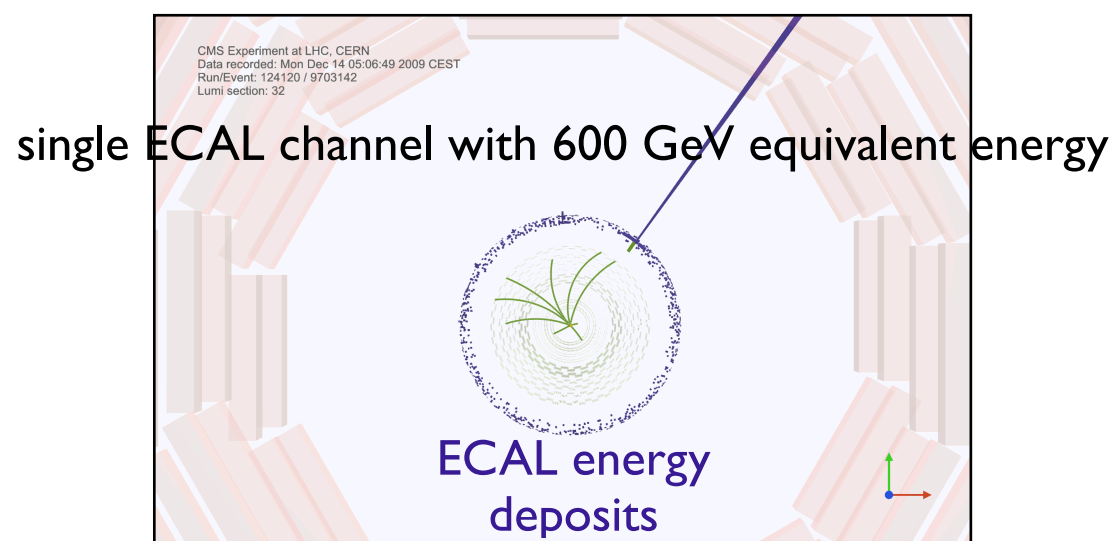 CMS Experiment at LHC, CERN
Data recorded: Mon Dec 14 05:06:49 2009 CEST
Run/Event: 124120 / 9703142
Lumi section: 32
single ECAL channel with 600 GeV equivalent energy
ECAL energy
deposits